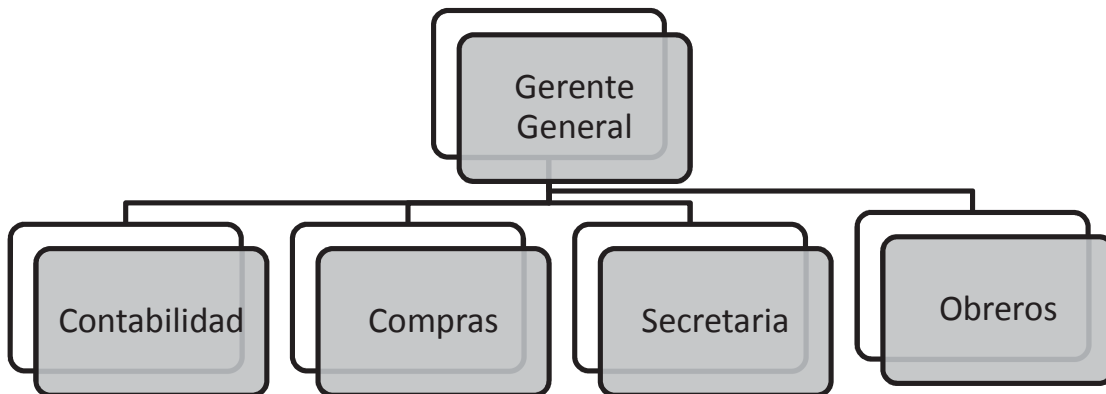 Gerente
General
Contabilidad
Compras
Secretaria
Obreros